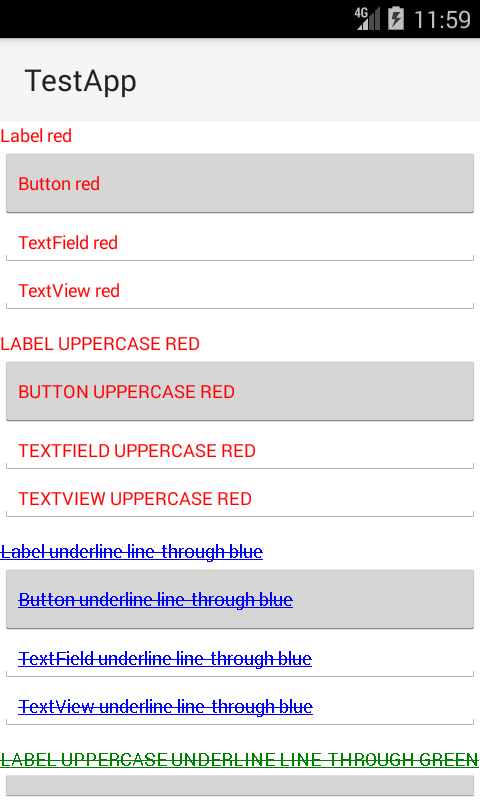 4G 11:59
TestApp
Label red
Button red
TextField red
TextView red
LABEL UPPERCASE RED
BUTTON UPPERCASE RED
TEXTFIELD UPPERCASE RED
TEXTVIEW UPPERCASE RED
Label underline line-through blue
Button underline line-through blue
TextField underline line-through blue
TextView underline line-through blue
LABEL UPPERCASE UNDERLINE LINE-THROUGH GREEN